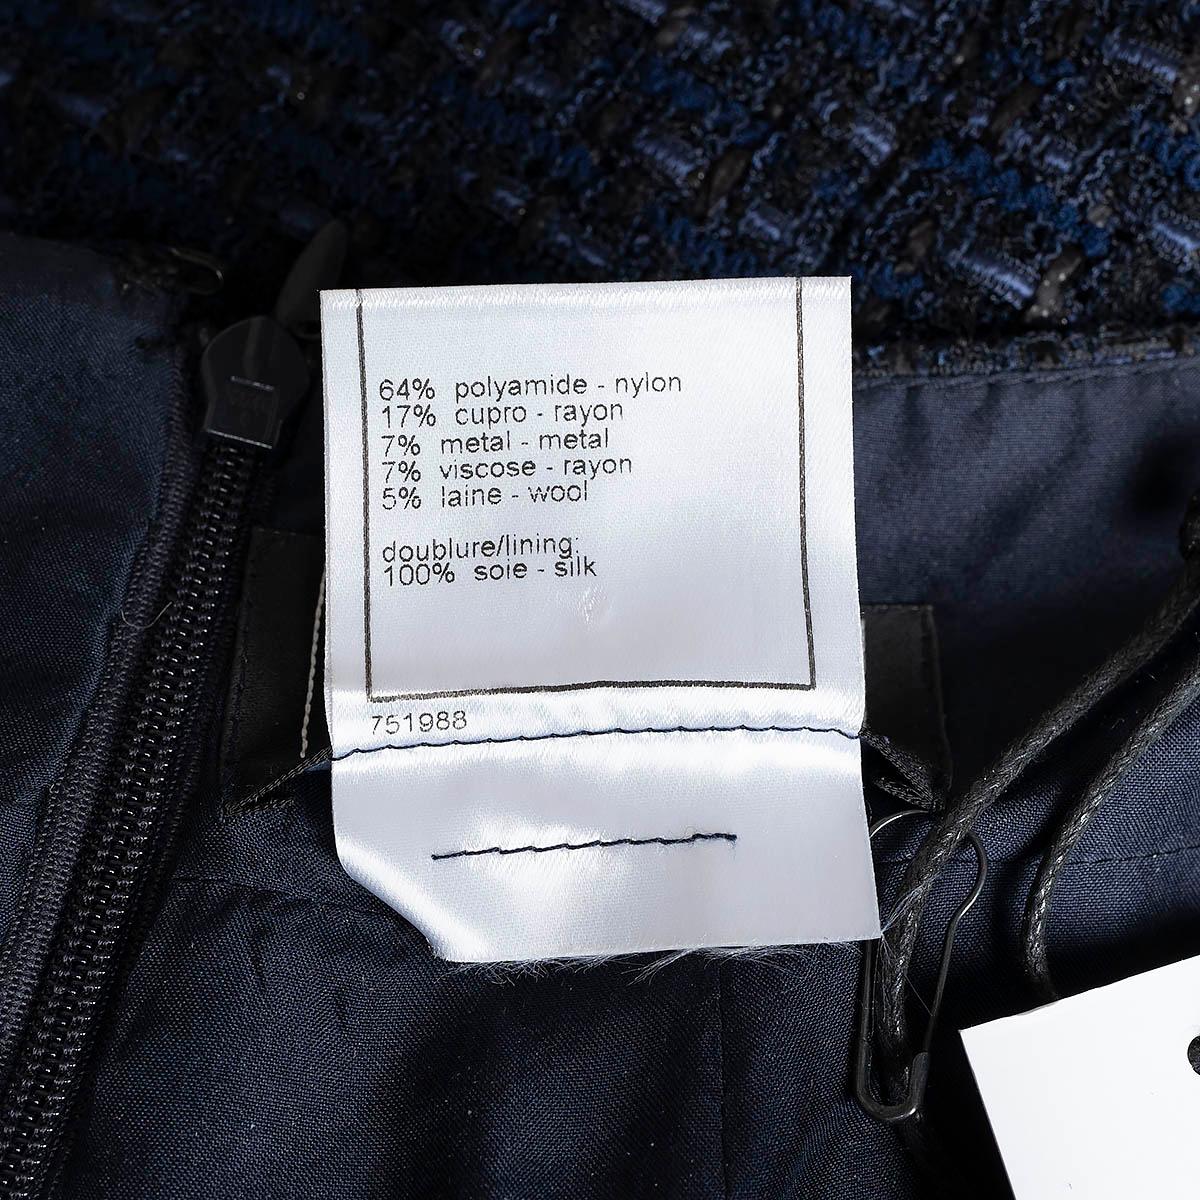 64% polyamide - nylon
17% cupro - rayon
7% metal - metal
7% viscose - rayon
5% laine - wool
doublure/lining:
100% soie - silk
751988